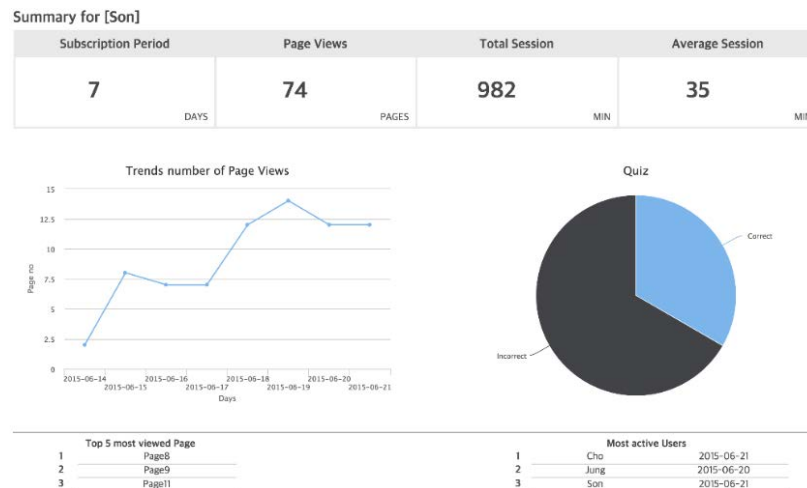 Summary for [Son]
Subscription Period Page Views Total Session Average Session
7 74 982 35
DAYS PAGES MIN MIN
Trends number of Page Views
15
12.5
10
7.5
5
2.5
0
Page no
2015-06-14 2015-06-16 2015-06-18 2015-06-20
2015-06-15 2015-06-17 2015-06-19 2015-06-21
Days
Quiz
Correct
Incorrect
Top 5 most viewed Page
1 Page8
2 Page9
3 Page11
Most active Users
1 Cho 2015-06-21
2 Jung 2015-06-20
3 Son 2015-06-21